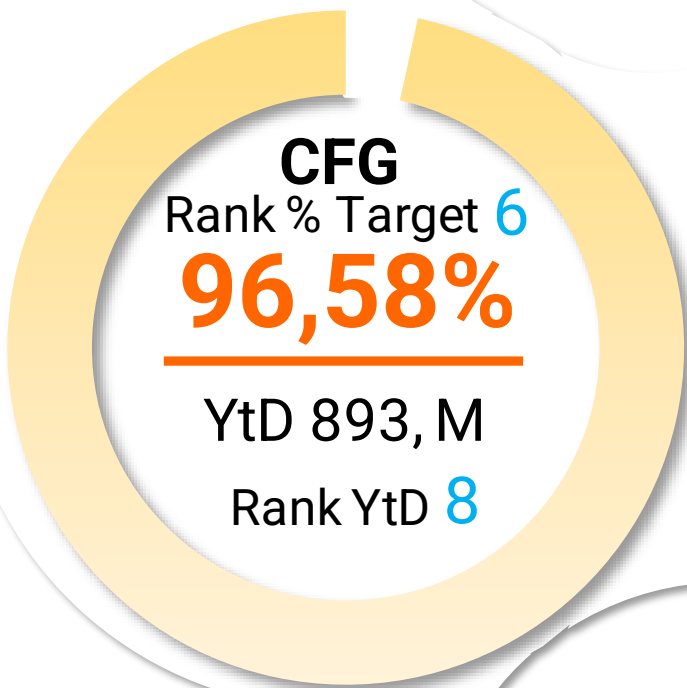 CFG
Rank % Target 6
96,58%
YtD 893, M
Rank YtD 8